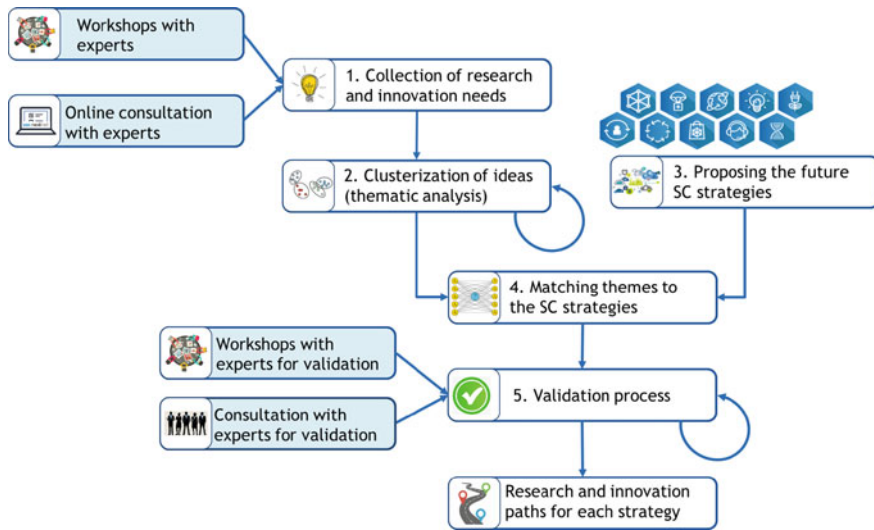 Workshops with
experts
Online consultation
with experts
1. Collection of research
and innovation needs
2. Clusterization of ideas
(thematic analysis)
3. Proposing the future
SC strategies
4. Matching themes to
the SC strategies
Workshops with
experts for validation
Consultation with
experts for validation
5. Validation process
Research and innovation
paths for each strategy